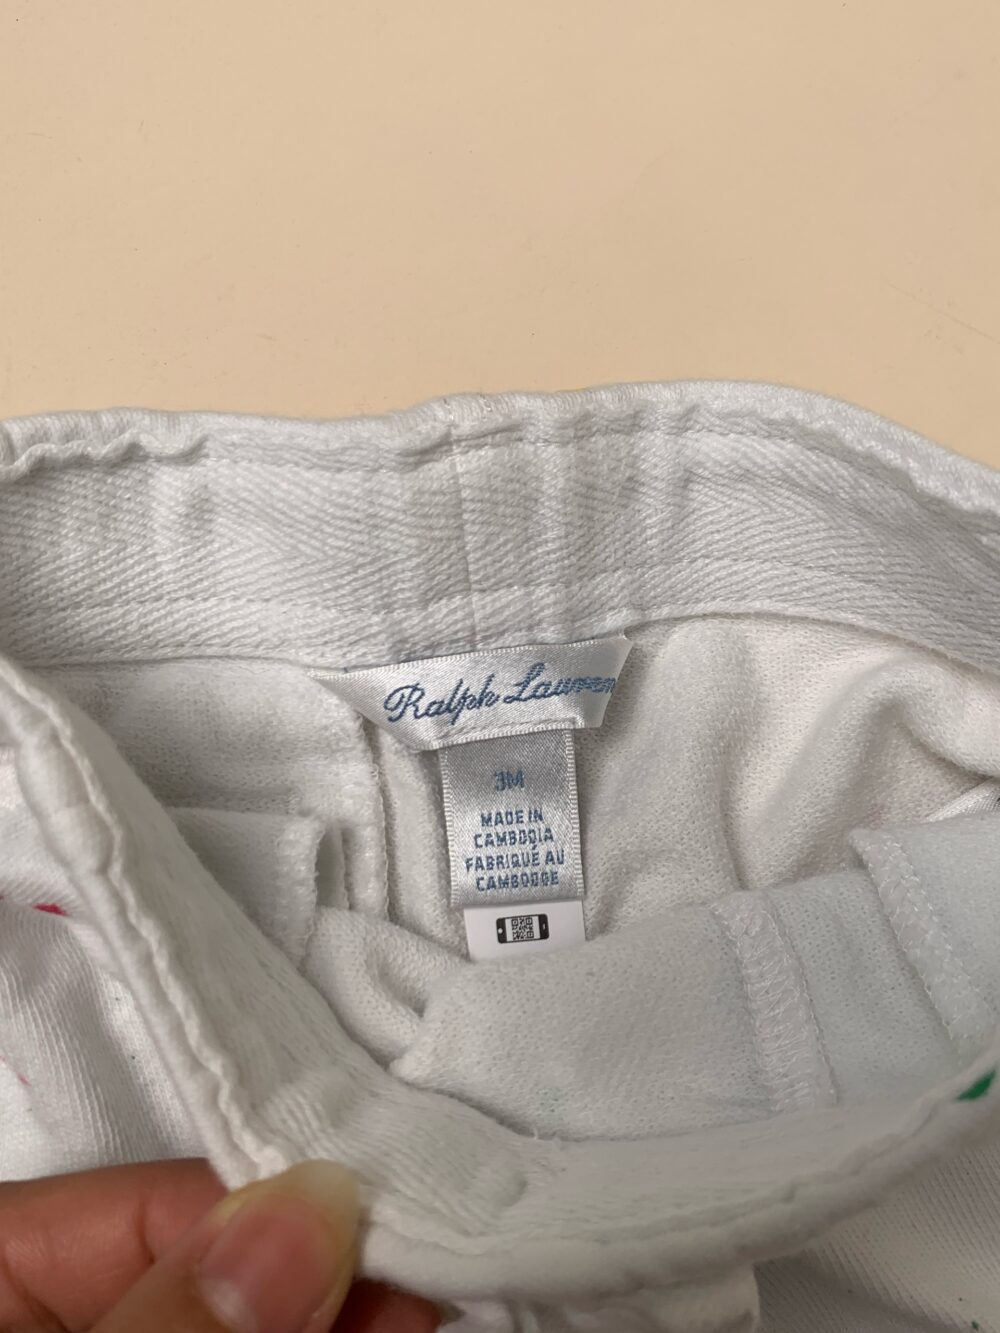 Ralph Lauren
3M
MADE IN
CAMBODIA
FABRIQUÉ AU
CAMBODGE